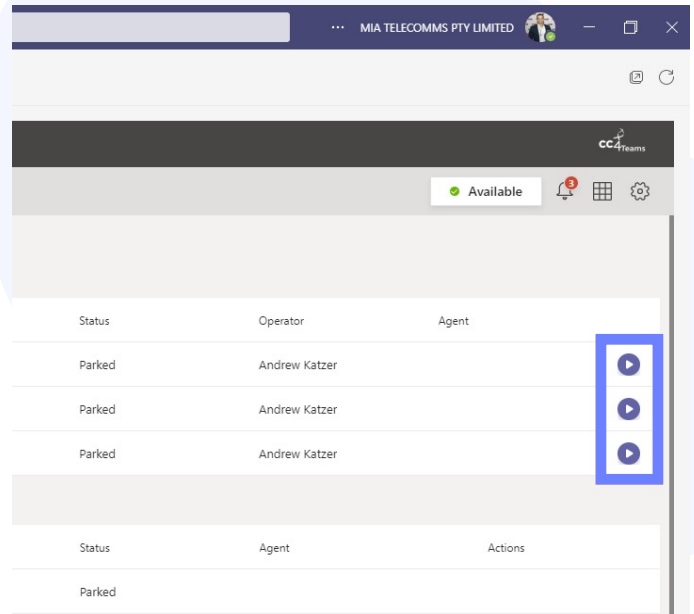 ··· MIA TELECOMMS PTY LIMITED
cc4Teams
Available 3
Status Operator Agent
Parked Andrew Katzer
Parked Andrew Katzer
Parked Andrew Katzer
Status Agent Actions
Parked